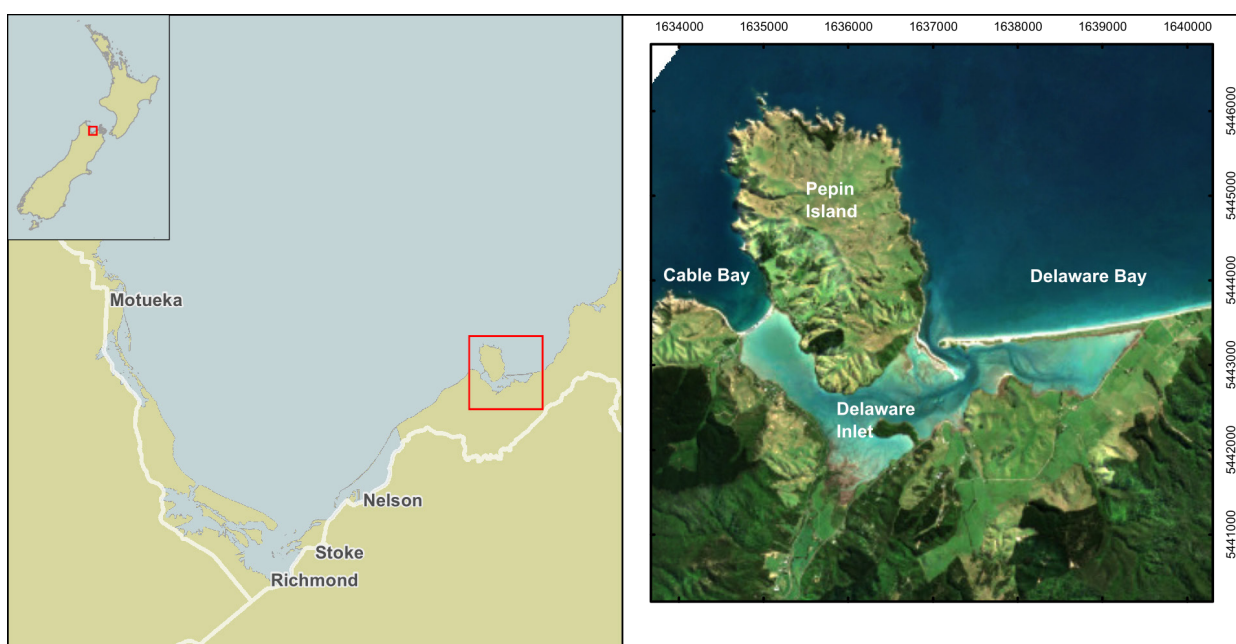 Motueka
Nelson
Stoke
Richmond
1634000 1635000 1636000 1637000 1638000 1639000 1640000
5446000
5445000
5444000
5443000
5442000
5441000
Pepin
Island
Cable Bay
Delaware Bay
Delaware
Inlet